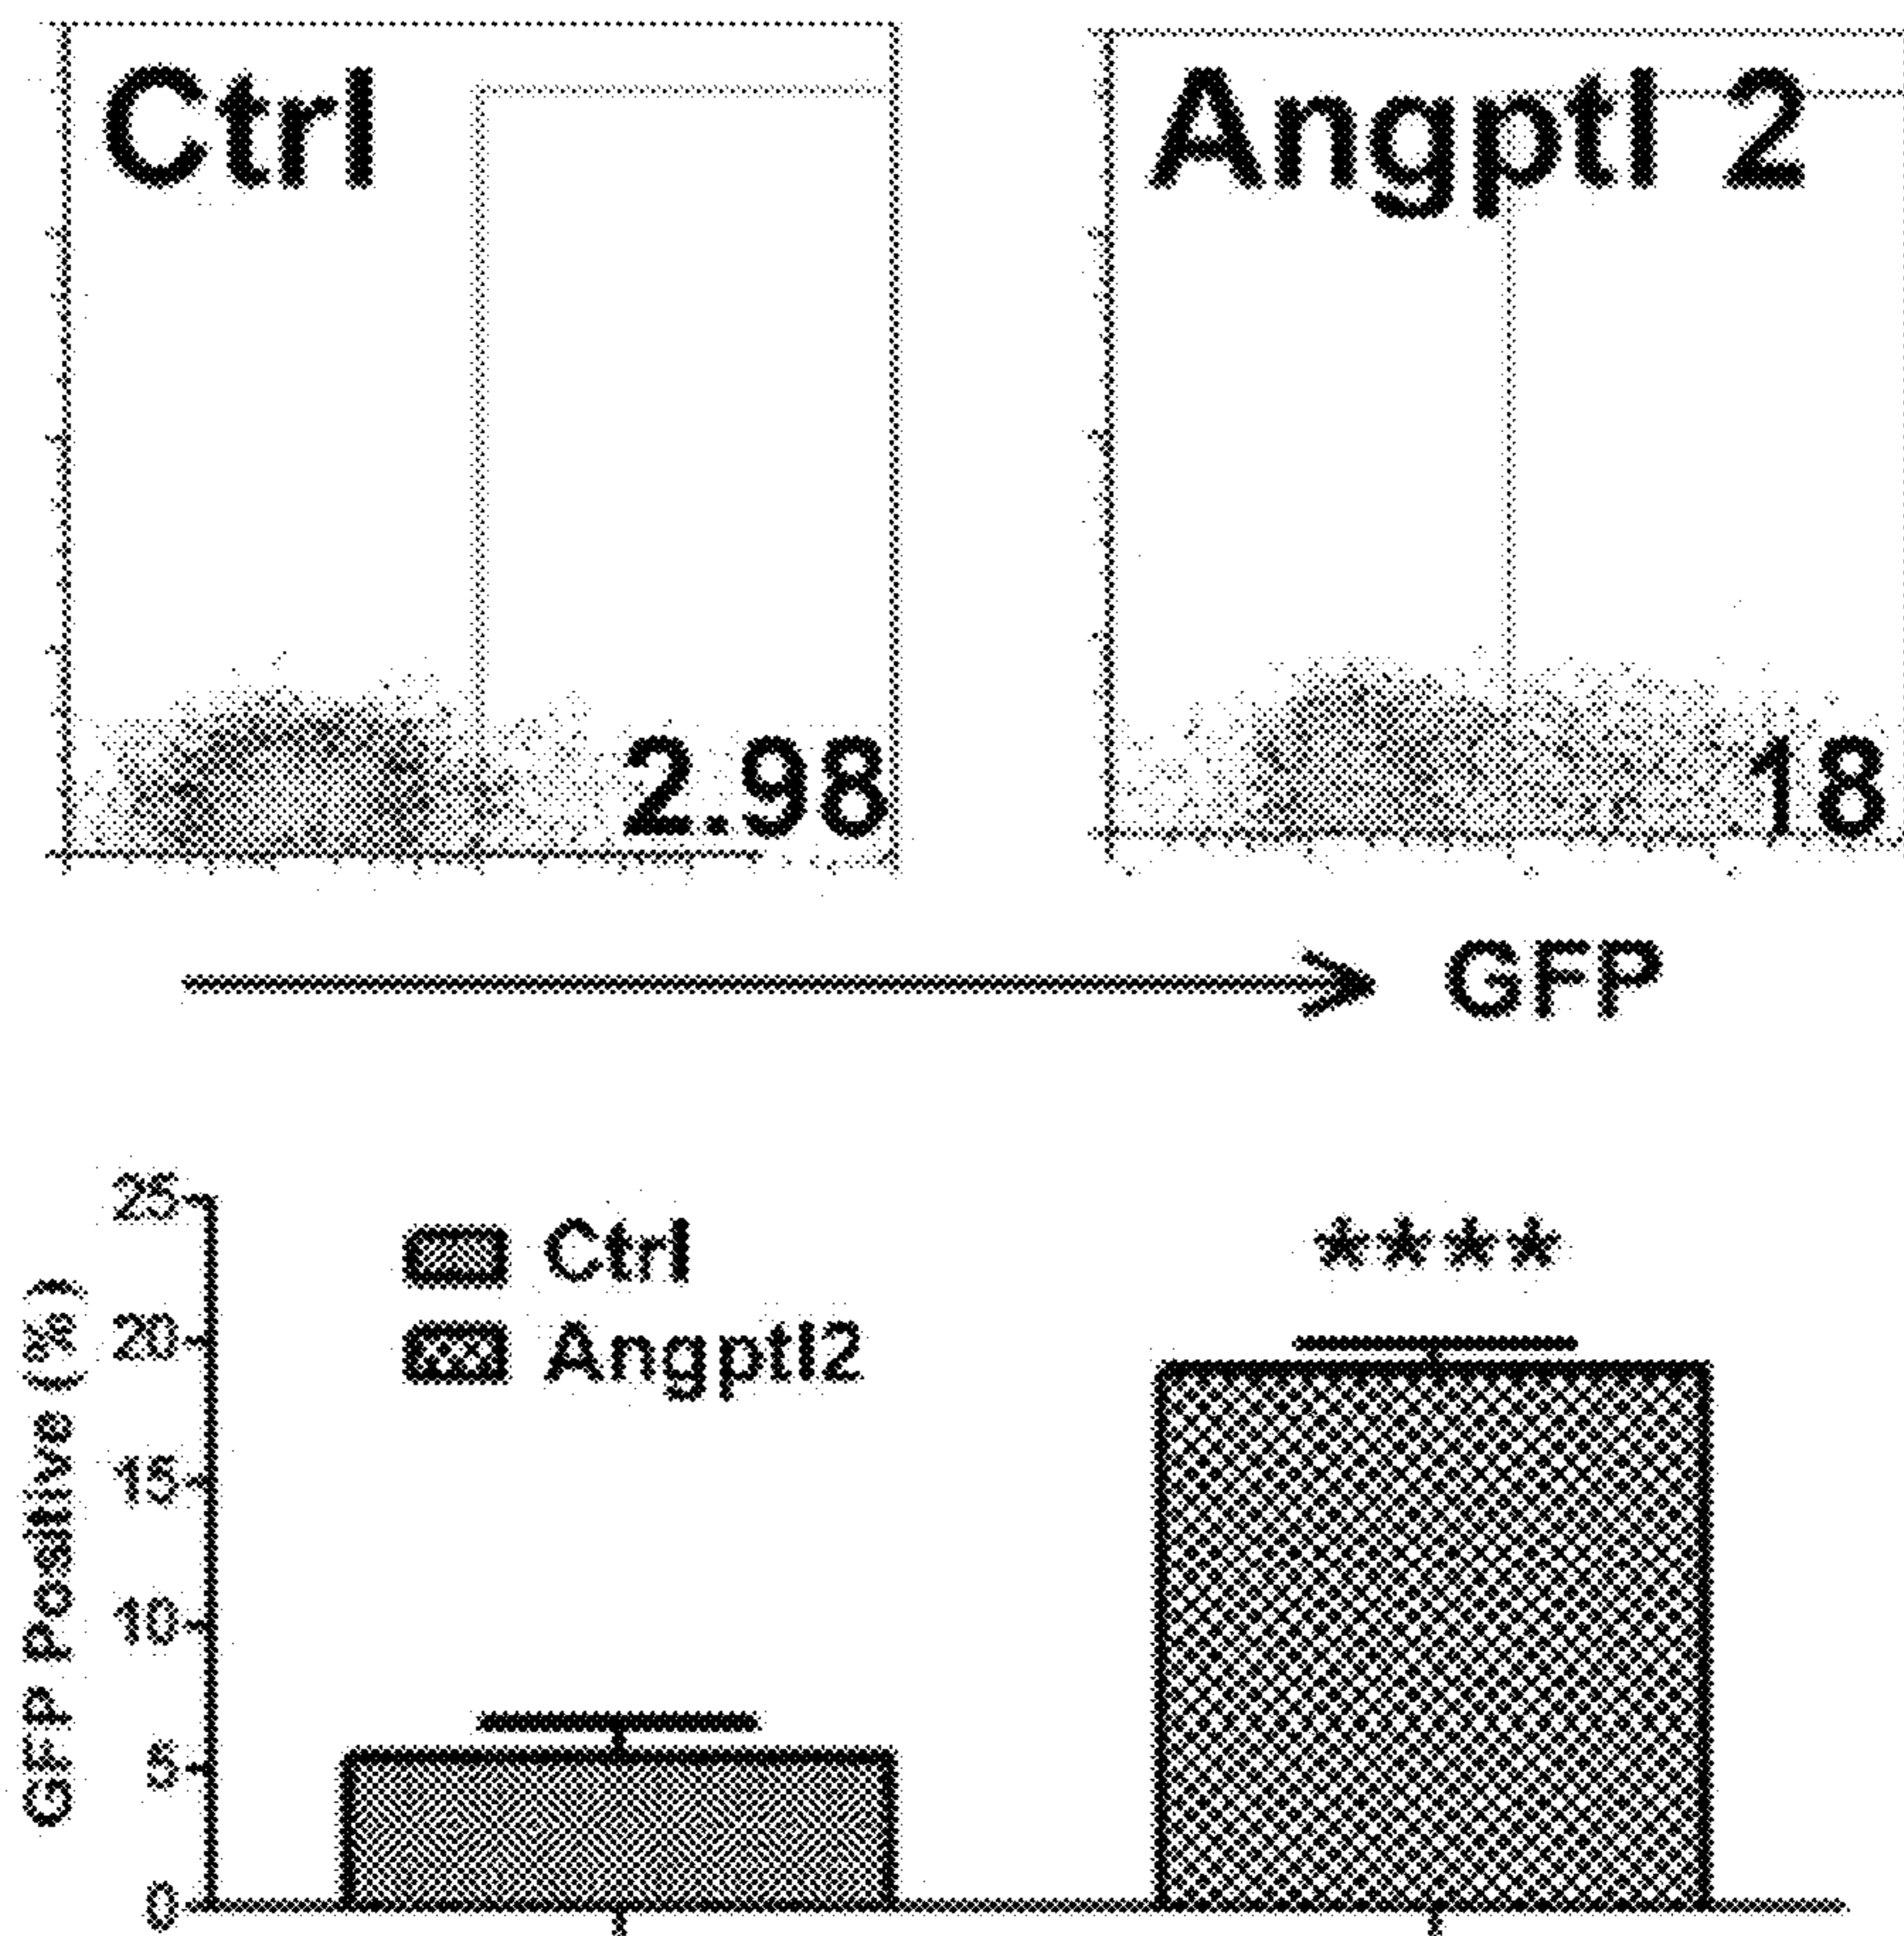 Ctrl
Angptl 2
2.98
18
GFP
25
20
15
10
5
0
GFP Positive (%)
Ctrl
Angptl2
****